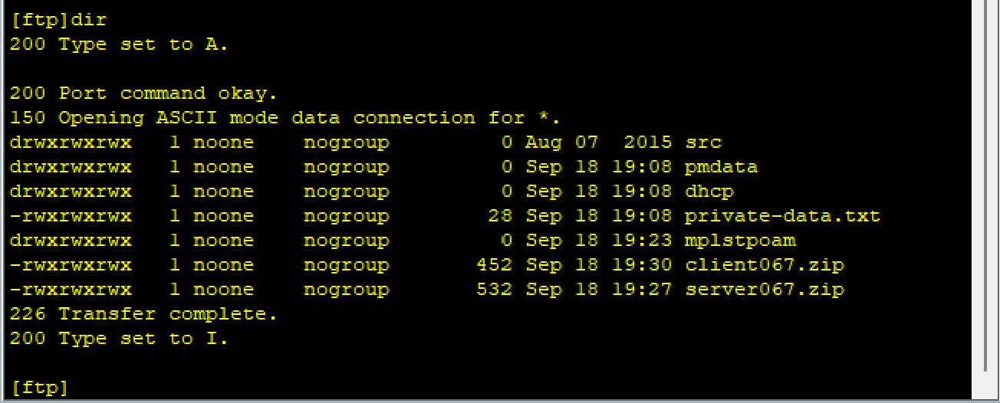 [ftp]dir
200 Type set to A.
200 Port command okay.
150 Opening ASCII mode data connection for *.
drwxrwxrwx   1 noone    nogroup         0 Aug 07  2015 src
drwxrwxrwx   1 noone    nogroup         0 Sep 18 19:08 pmdata
drwxrwxrwx   1 noone    nogroup         0 Sep 18 19:08 dhcp
-rwxrwxrwx   1 noone    nogroup        28 Sep 18 19:08 private-data.txt
drwxrwxrwx   1 noone    nogroup         0 Sep 18 19:23 mplstpoam
-rwxrwxrwx   1 noone    nogroup       452 Sep 18 19:30 client067.zip
-rwxrwxrwx   1 noone    nogroup       532 Sep 18 19:27 server067.zip
226 Transfer complete.
200 Type set to I.
[ftp]